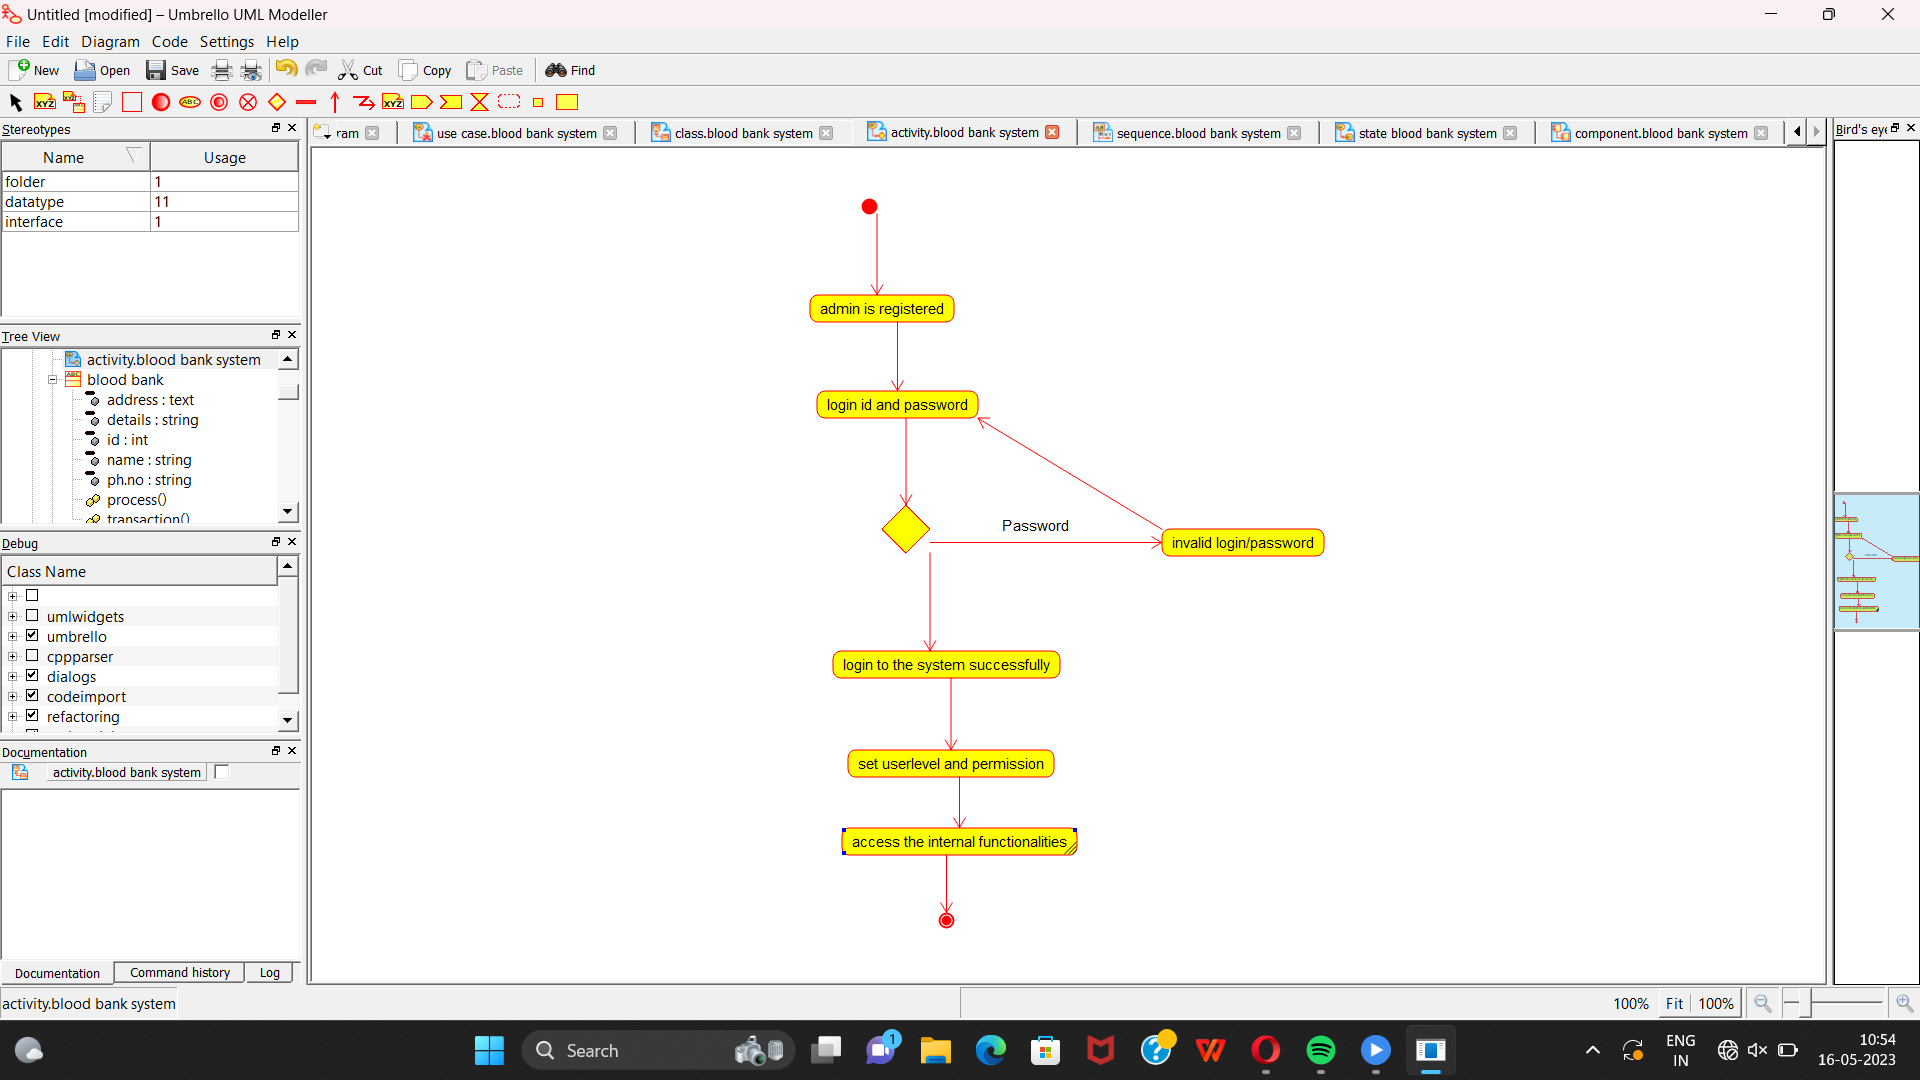 Untitled [modified] – Umbrello UML Modeller
File Edit Diagram Code Settings Help
New Open Save Cut Copy Paste Find
XYZ XYZ ABC XYZ
Stereotypes
Name Usage
folder 1
datatype 11
interface 1
Tree View
activity.blood bank system
blood bank
address : text
details : string
id : int
name : string
ph.no : string
process()
transaction()
Debug
Class Name
umlwidgets
umbrello
cppparser
dialogs
codeimport
refactoring
Documentation
activity.blood bank system
Documentation Command history Log
activity.blood bank system
ram use case.blood bank system class.blood bank system activity.blood bank system sequence.blood bank system state blood bank system component.blood bank system
Bird's eye
admin is registered
login id and password
Password
invalid login/password
login to the system successfully
set userlevel and permission
access the internal functionalities
100% Fit 100%
Search
1
ENG
IN
10:54
16-05-2023